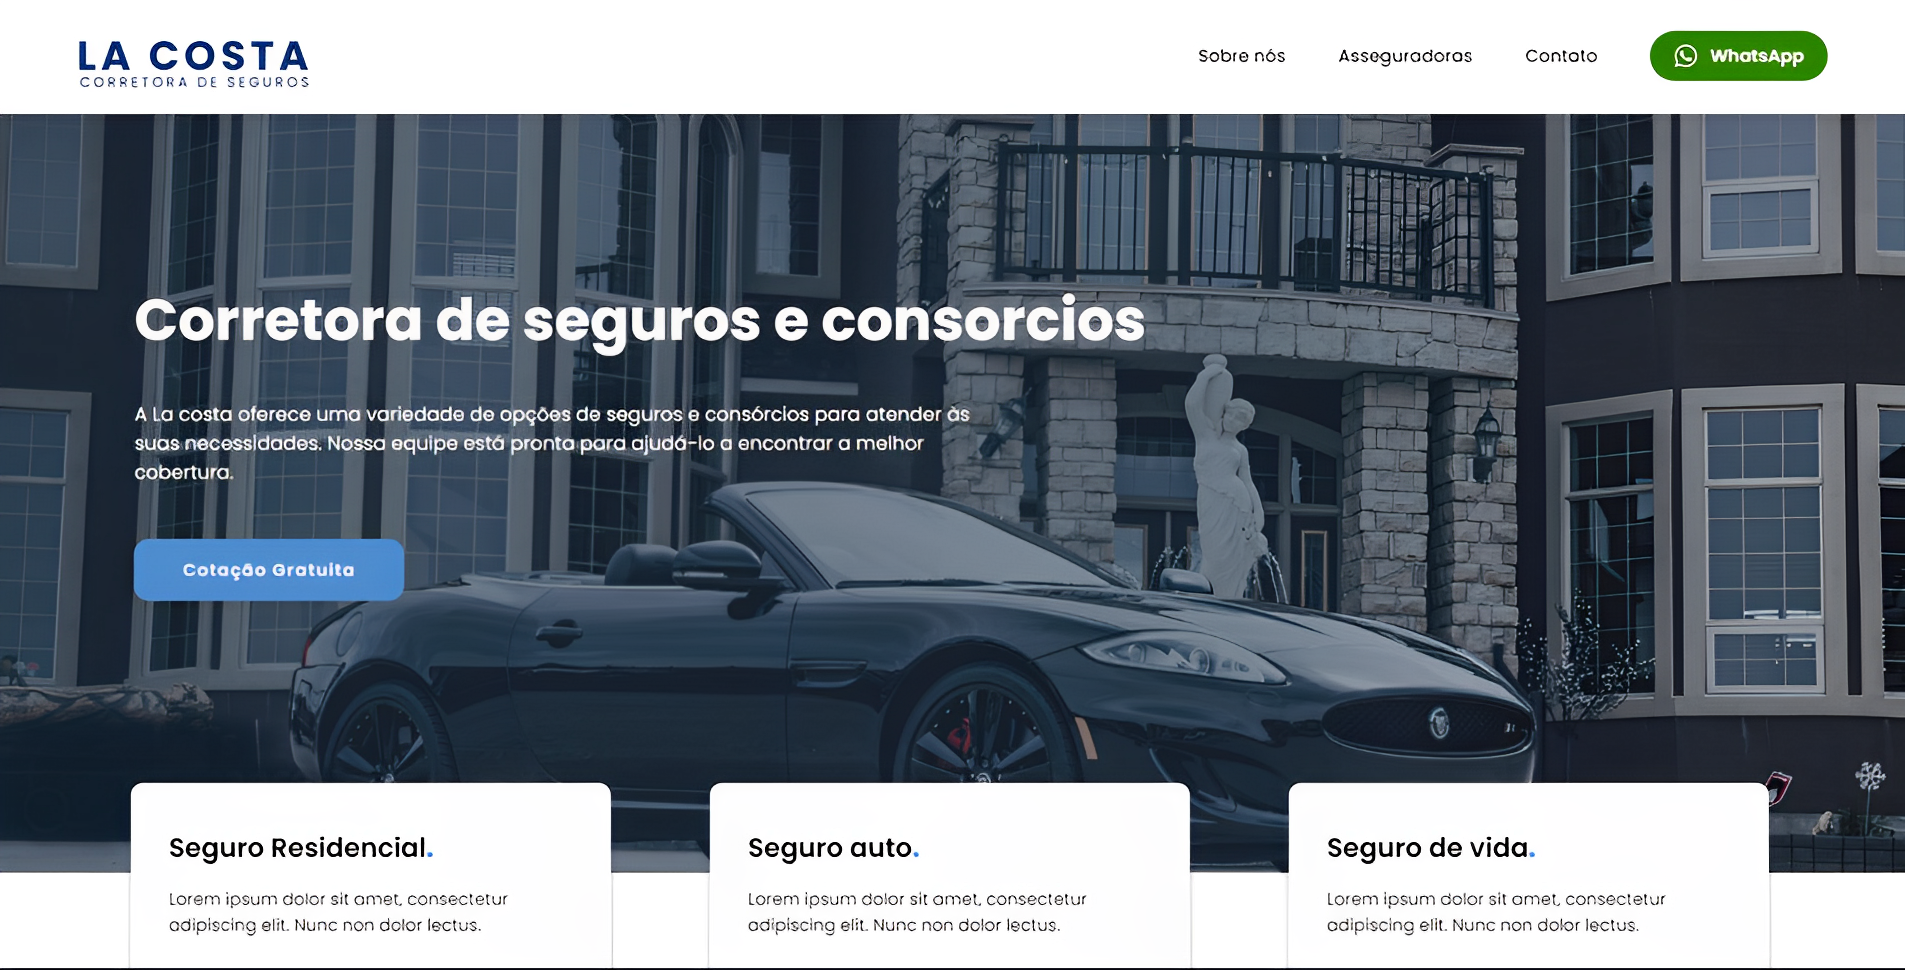 LA COSTA
CORRETORA DE SEGUROS
Sobre nós
Asseguradoras
Contato
WhatsApp
Corretora de seguros e consorcios
A La costa oferece uma variedade de opções de seguros e consórcios para atender às
suas necessidades. Nossa equipe está pronta para ajudá-lo a encontrar a melhor
cobertura.
Cotação Gratuita
Seguro Residencial.
Lorem ipsum dolor sit amet, consectetur
adipiscing elit. Nunc non dolor lectus.
Seguro auto.
Lorem ipsum dolor sit amet, consectetur
adipiscing elit. Nunc non dolor lectus.
Seguro de vida.
Lorem ipsum dolor sit amet, consectetur
adipiscing elit. Nunc non dolor lectus.